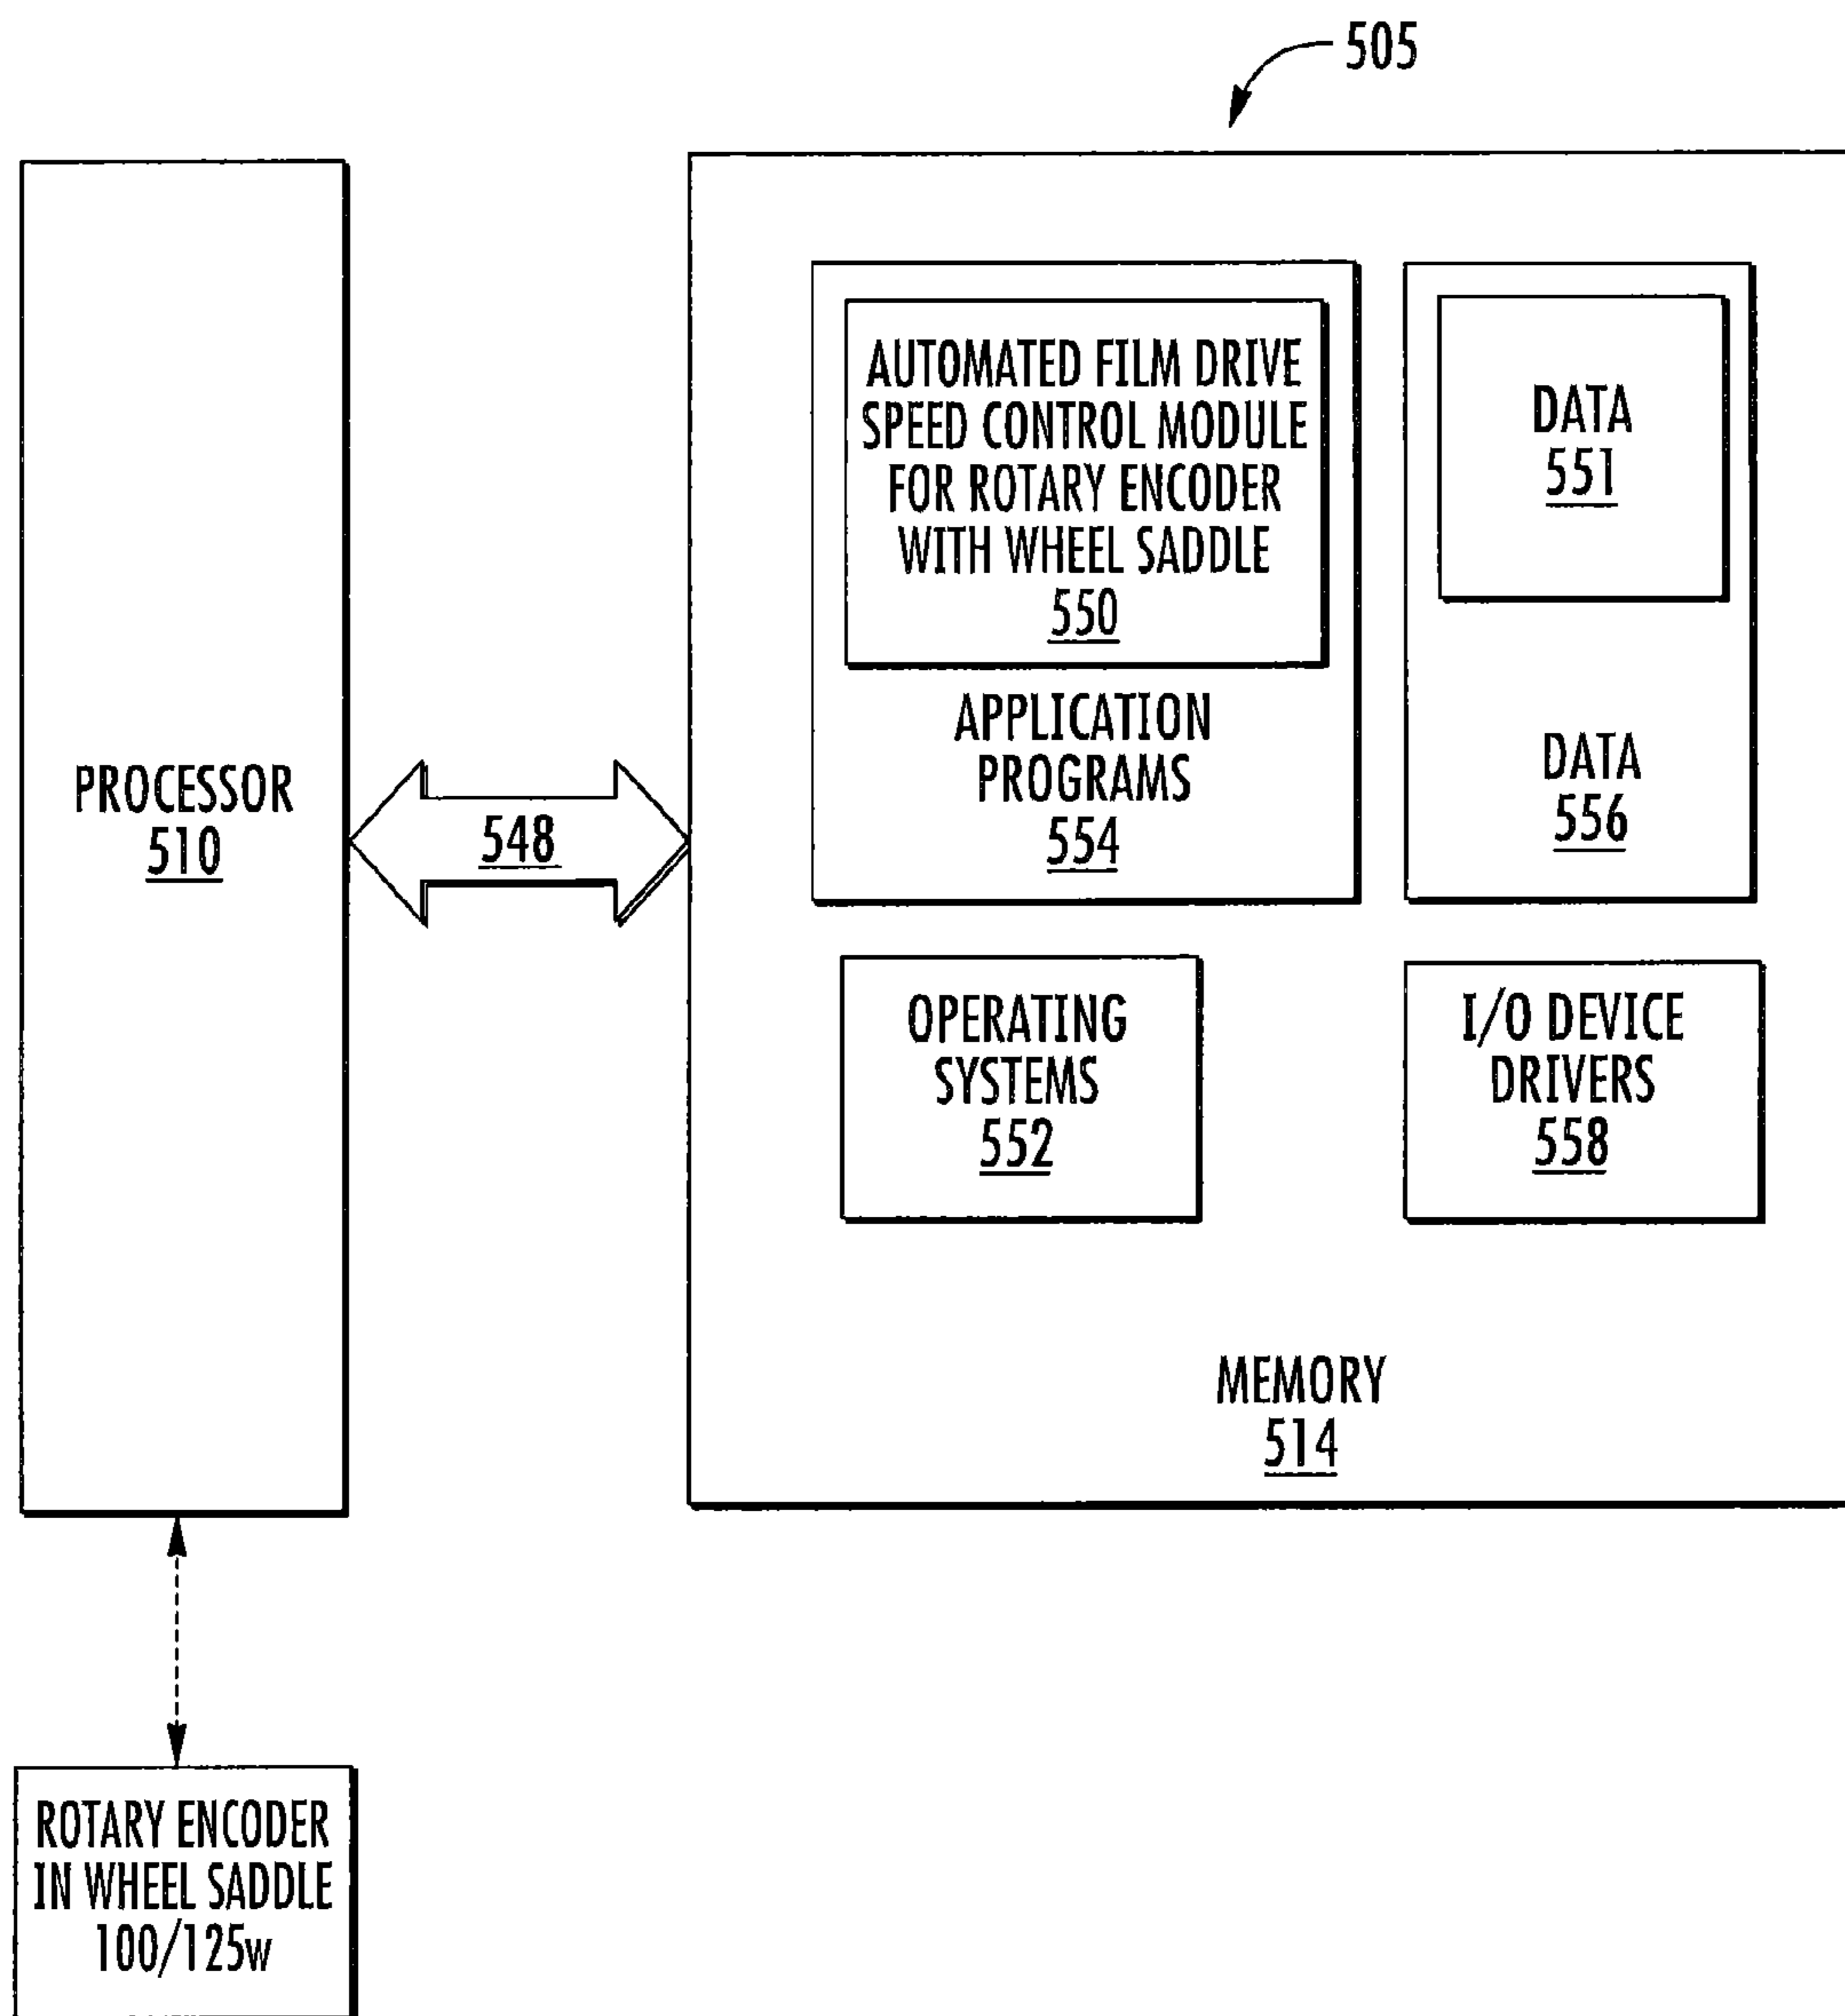 505
PROCESSOR
510
548
AUTOMATED FILM DRIVE
SPEED CONTROL MODULE
FOR ROTARY ENCODER
WITH WHEEL SADDLE
550
APPLICATION
PROGRAMS
554
DATA
551
DATA
556
OPERATING
SYSTEMS
552
I/O DEVICE
DRIVERS
558
MEMORY
514
ROTARY ENCODER
IN WHEEL SADDLE
100/125w